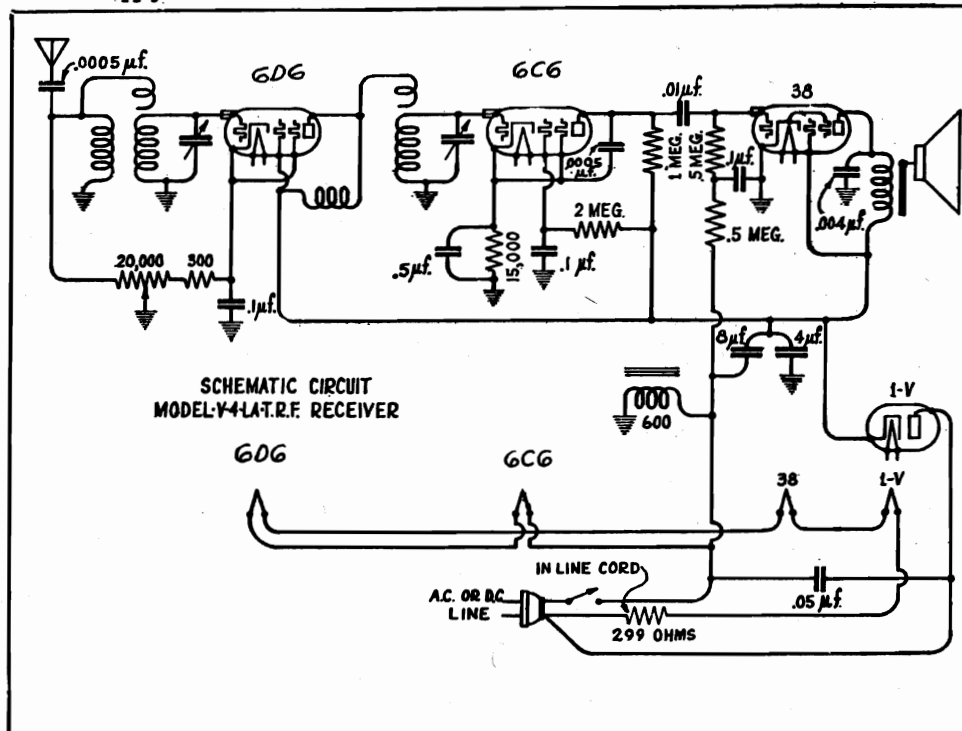 .0005 µf.
6D6
6C6
.01µf.
38
.0005 µf.
1 MEG.
.5 MEG.
.1µf.
.004µf.
2 MEG.
.5 MEG.
20,000
300
.5µf.
15,000
.1 µf.
.1µf.
8µf.
4µf.
SCHEMATIC CIRCUIT
MODEL-V-4-LA-T.R.F. RECEIVER
600
1-V
6D6
6C6
38
1-V
IN LINE CORD
A.C. OR D.C.
LINE
299 OHMS
.05 µf.